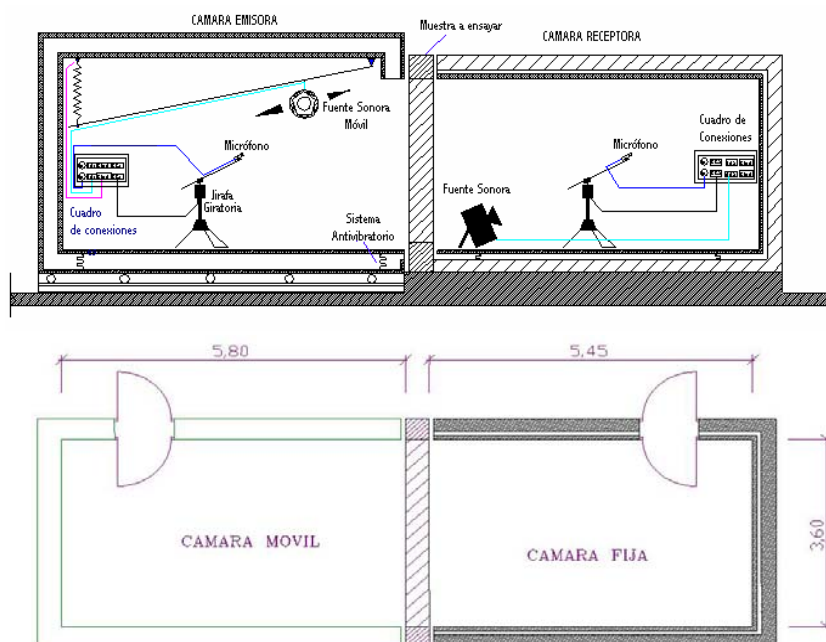 CAMARA EMISORA
Muestra a ensayar
CAMARA RECEPTORA
Fuente Sonora
Móvil
Micrófono
Jirafa
Giratoria
Cuadro
de conexiones
Sistema
Antivibratorio
Fuente Sonora
Micrófono
Cuadro de
Conexiones
5,80
5,45
CAMARA MOVIL
CAMARA FIJA
3,60